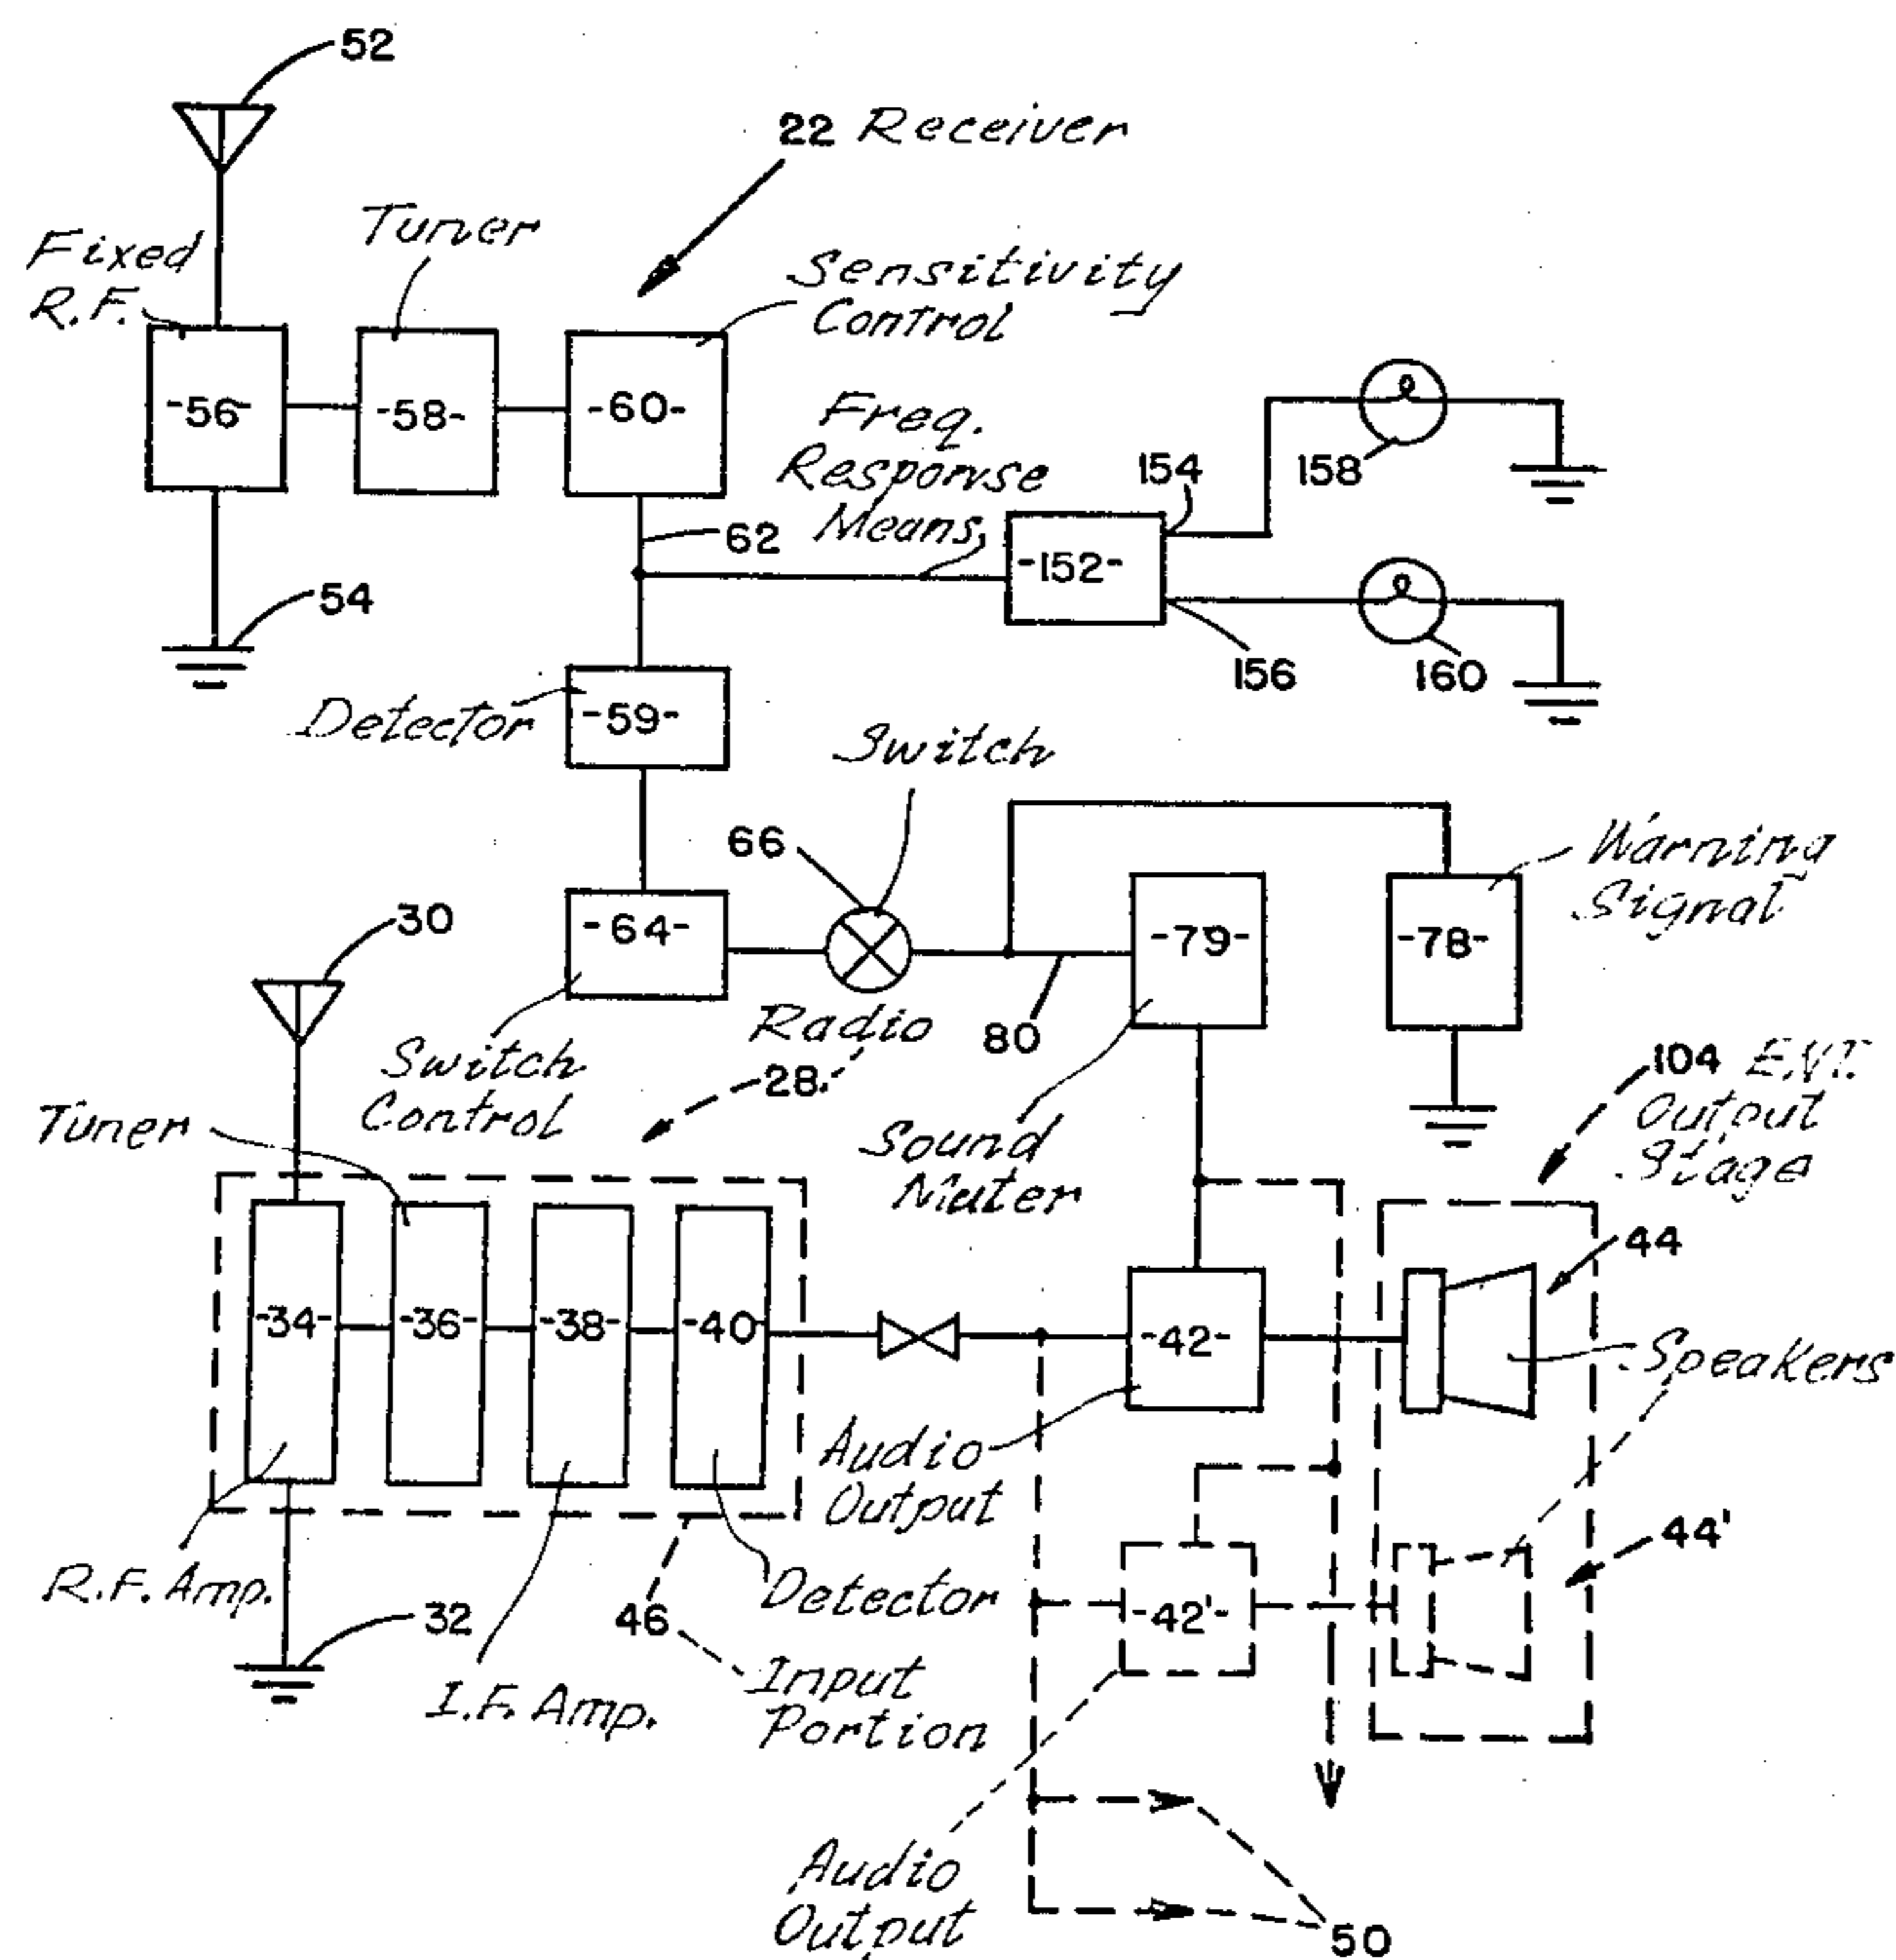 52
22 Receiver
Tuner
Fixed
R.F.
Sensitivity
Control
-56-
-58-
-60-
Freq.
Response
Means
154
158
62
-152-
54
156
160
Detector
-59-
Switch
66
Warning
Signal
30
-64-
-79-
-78-
Radio
80
28
Switch
Control
104
Output
Stage
Tuner
Sound
Muter
44
-34-
-36-
-38-
-40-
-42-
Speakers
Audio
Output
44'
R.F. Amp.
Detector
32
46
-42'-
Input
Portion
I.F. Amp.
Audio
Output
50